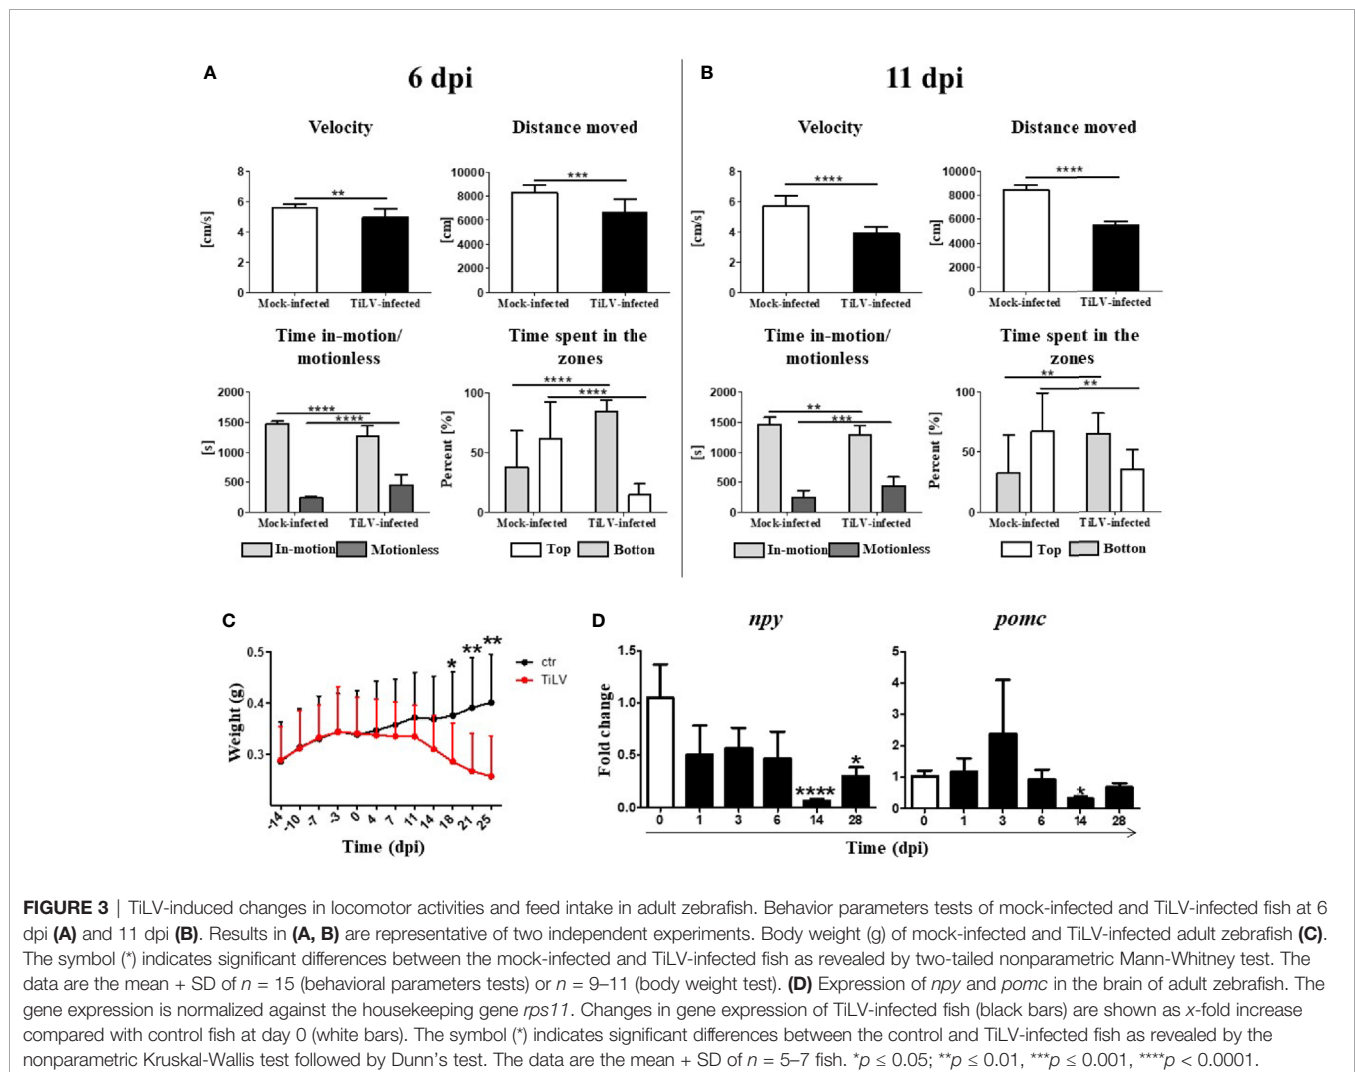 A
6 dpi
B
11 dpi
Velocity
Distance moved
Velocity
Distance moved
[cm/s]
8
6
4
2
0
**
Mock-infected TiLV-infected
[cm]
10000
8000
6000
4000
2000
0
***
Mock-infected TiLV-infected
[cm/s]
8
6
4
2
0
****
Mock-infected TiLV-infected
[cm]
10000
8000
6000
4000
2000
0
****
Mock-infected TiLV-infected
Time in-motion/
motionless
Time spent in the
zones
Time in-motion/
motionless
Time spent in the
zones
[s]
2000
1500
1000
500
0
****
****
Mock-infected TiLV-infected
In-motion Motionless
Percent [%]
100
50
0
****
****
Mock-infected TiLV-infected
Top Botton
[s]
2000
1500
1000
500
0
**
***
Mock-infected TiLV-infected
In-motion Motionless
Percent [%]
100
50
0
**
**
Mock-infected TiLV-infected
Top Botton
C
Weight (g)
0.5
0.4
0.3
* ** **
ctr
TiLV
-14 -10 -7 -3 0 4 7 11 14 18 21 25
Time (dpi)
D
npy
pomc
Fold change
1.5
1.0
0.5
0.0
****
*
0 1 3 6 14 28
5
4
3
2
1
0
*
0 1 3 6 14 28
Time (dpi)
FIGURE 3 | TiLV-induced changes in locomotor activities and feed intake in adult zebrafish. Behavior parameters tests of mock-infected and TiLV-infected fish at 6
dpi (A) and 11 dpi (B). Results in (A, B) are representative of two independent experiments. Body weight (g) of mock-infected and TiLV-infected adult zebrafish (C).
The symbol (*) indicates significant differences between the mock-infected and TiLV-infected fish as revealed by two-tailed nonparametric Mann-Whitney test. The
data are the mean + SD of n = 15 (behavioral parameters tests) or n = 9–11 (body weight test). (D) Expression of npy and pomc in the brain of adult zebrafish. The
gene expression is normalized against the housekeeping gene rps11. Changes in gene expression of TiLV-infected fish (black bars) are shown as x-fold increase
compared with control fish at day 0 (white bars). The symbol (*) indicates significant differences between the control and TiLV-infected fish as revealed by the
nonparametric Kruskal-Wallis test followed by Dunn's test. The data are the mean + SD of n = 5–7 fish. *p ≤ 0.05; **p ≤ 0.01, ***p ≤ 0.001, ****p < 0.0001.